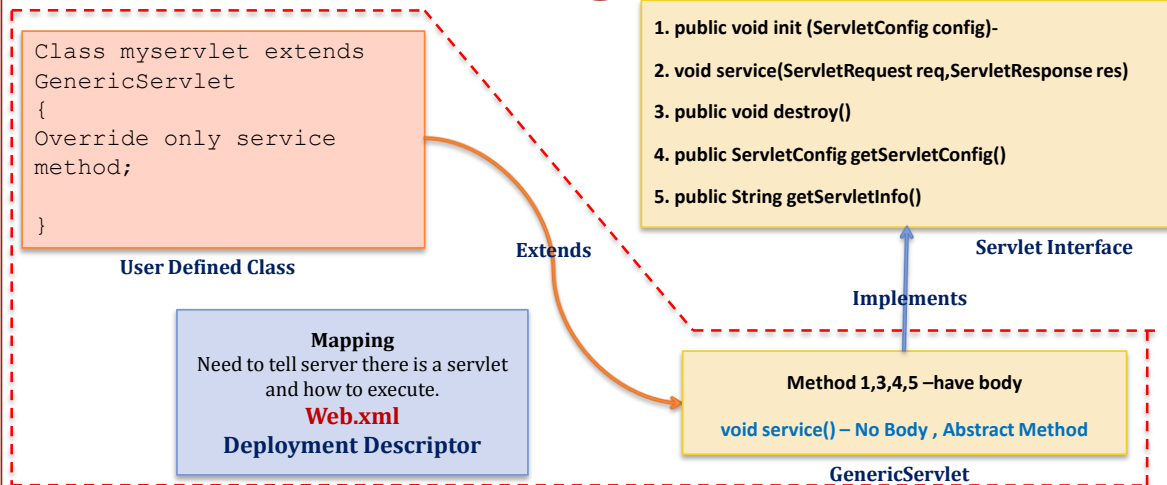 Class myservlet extends
GenericServlet
{
Override only service
method;
}
User Defined Class
1. public void init (ServletConfig config)-
2. void service(ServletRequest req,ServletResponse res)
3. public void destroy()
4. public ServletConfig getServletConfig()
5. public String getServletInfo()
Servlet Interface
Extends
Implements
Mapping
Need to tell server there is a servlet
and how to execute.
Web.xml
Deployment Descriptor
Method 1,3,4,5 –have body
void service() – No Body , Abstract Method
GenericServlet